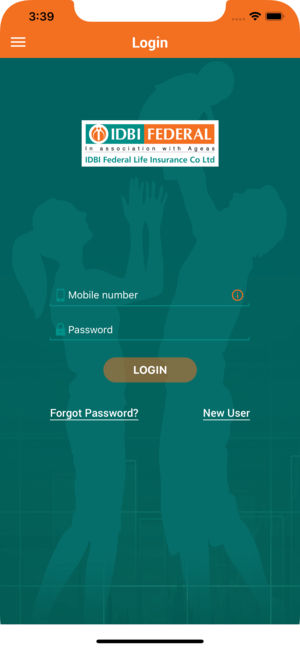 3:39
Login
IDBI FEDERAL
In association with Ageas
IDBI Federal Life Insurance Co Ltd
Mobile number
Password
LOGIN
Forgot Password?
New User